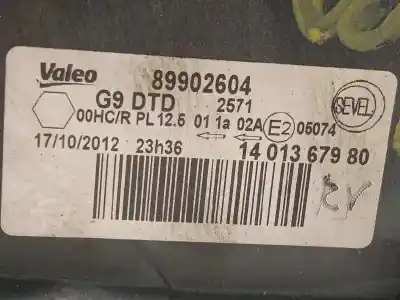 Valeo 89902604
G9 DTD 2571
00HC/R PL 12.5 01 1a 02A E2 05074 SEVEL
17/10/2012 23h36 14 013 679 80